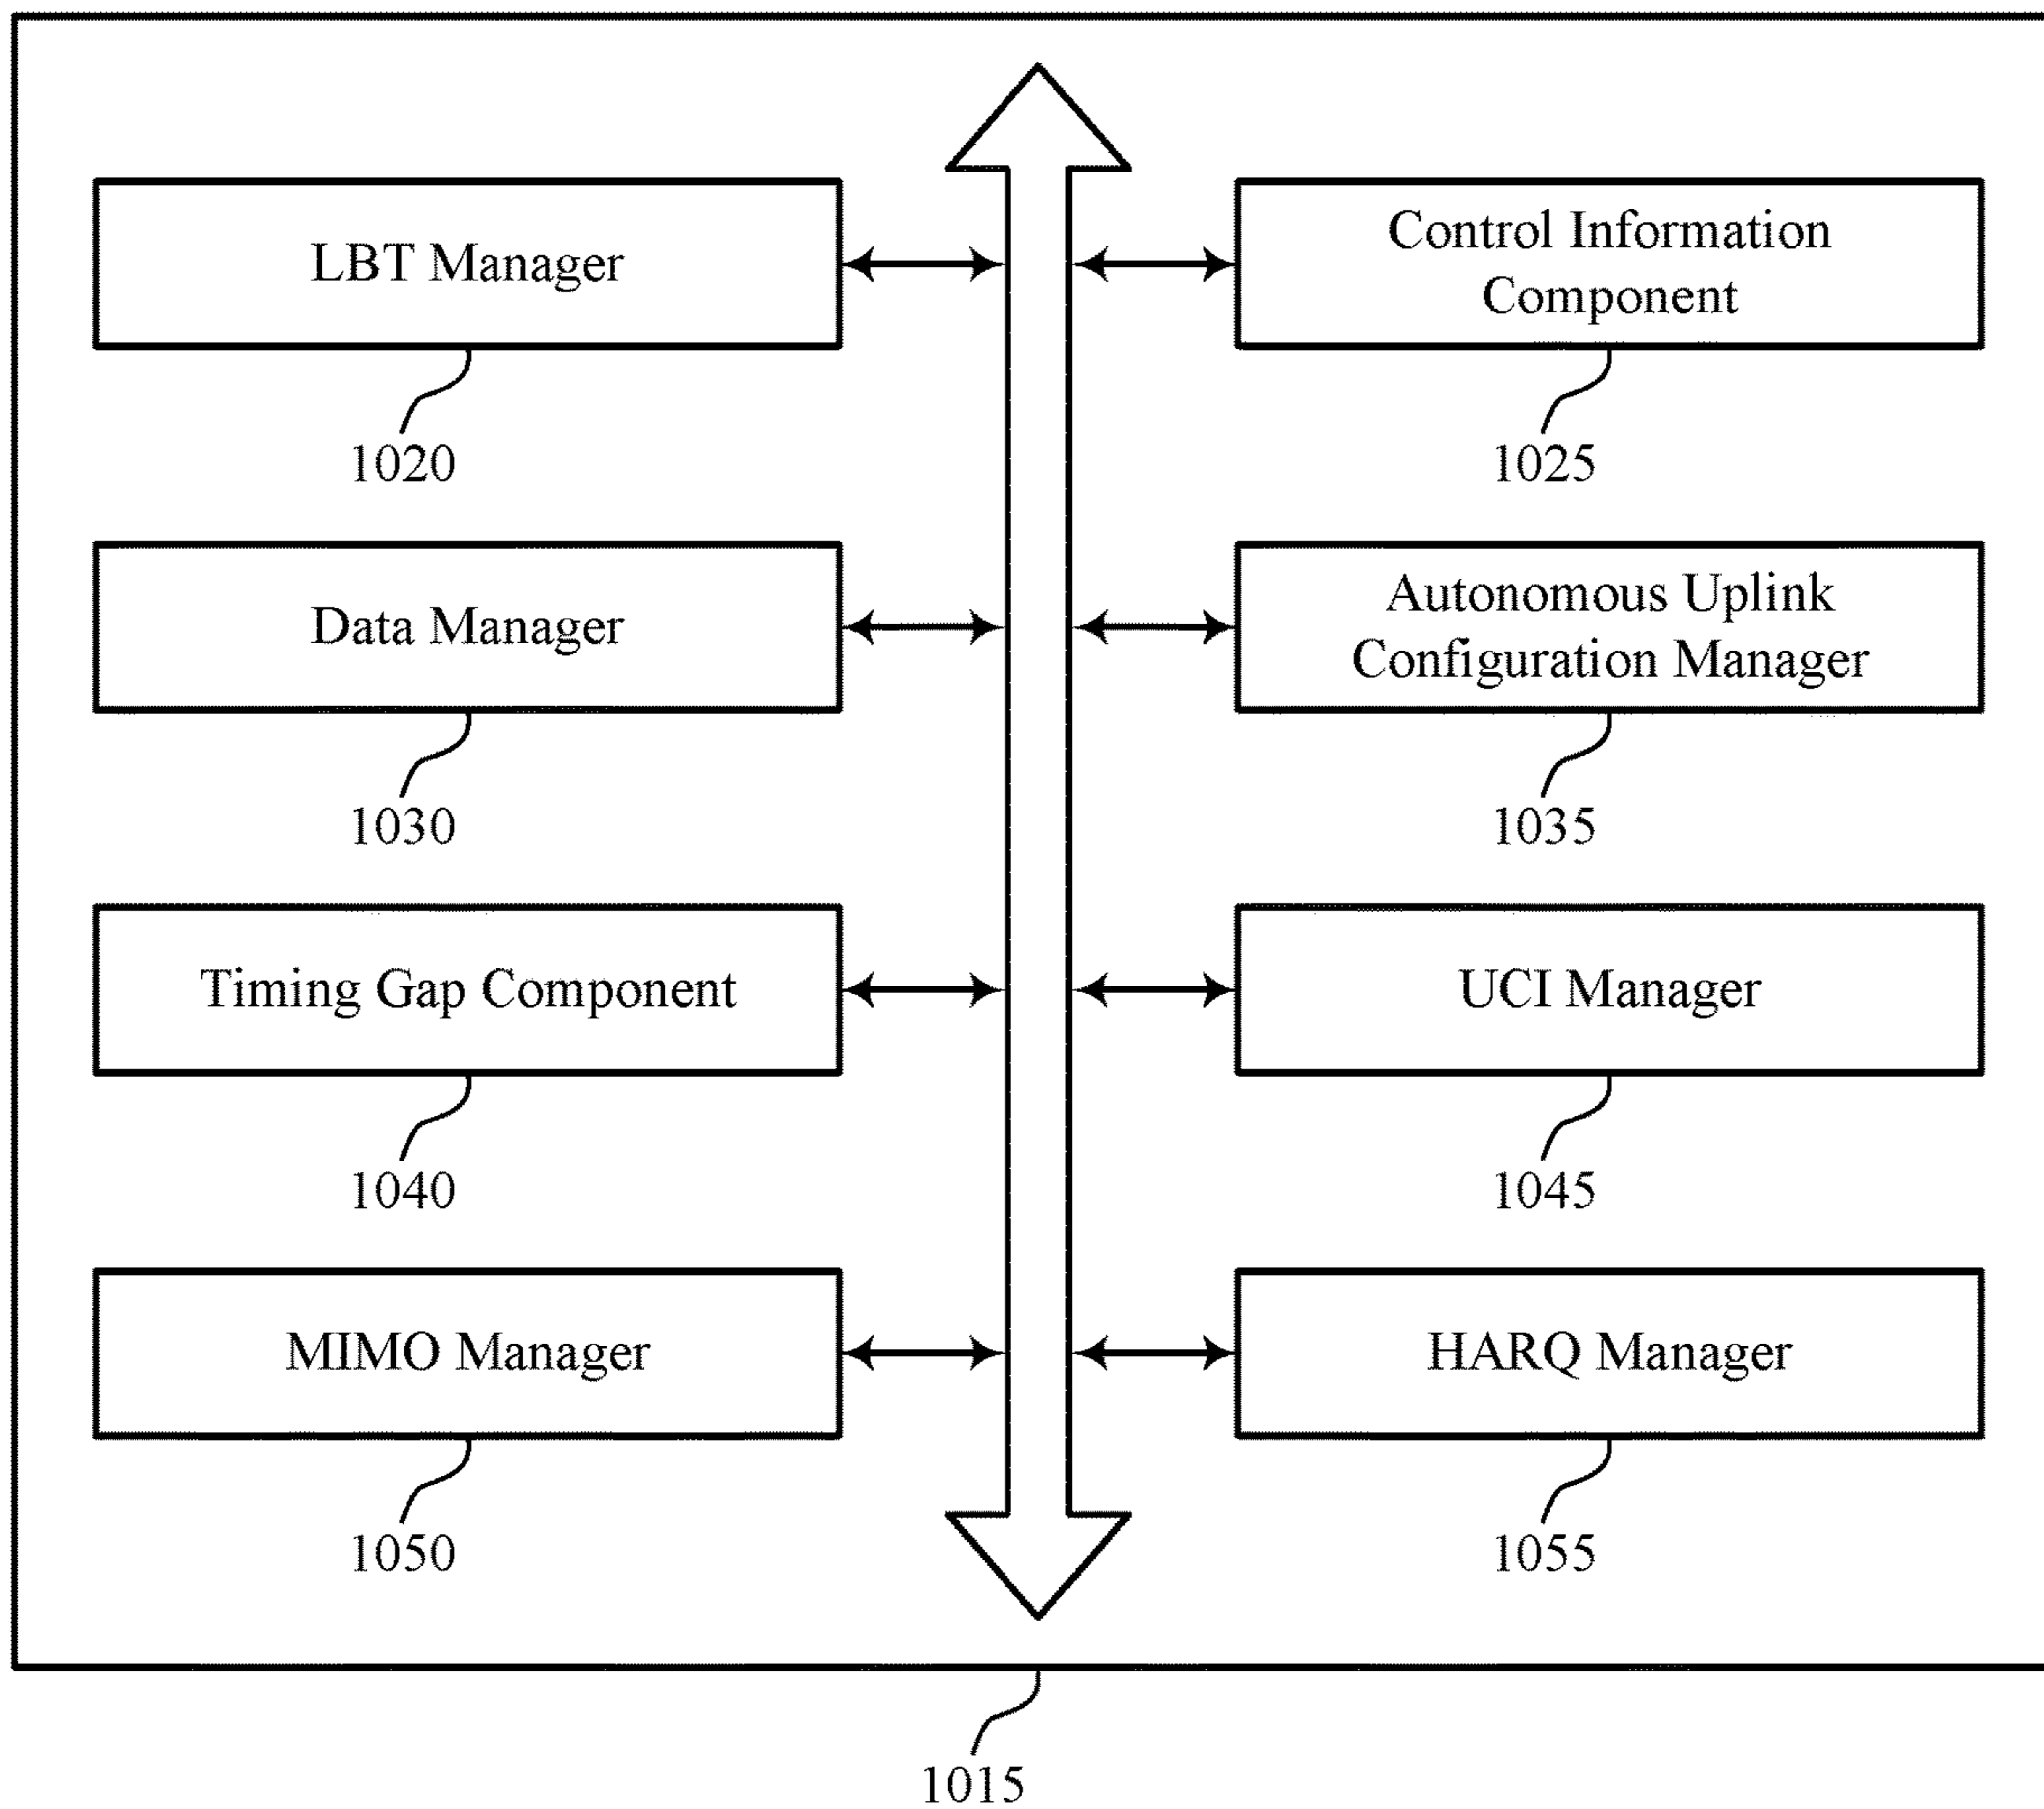 LBT Manager
Control Information
Component
1020
1025
Data Manager
Autonomous Uplink
Configuration Manager
1030
1035
Timing Gap Component
UCI Manager
1040
1045
MIMO Manager
HARQ Manager
1050
1055
1015